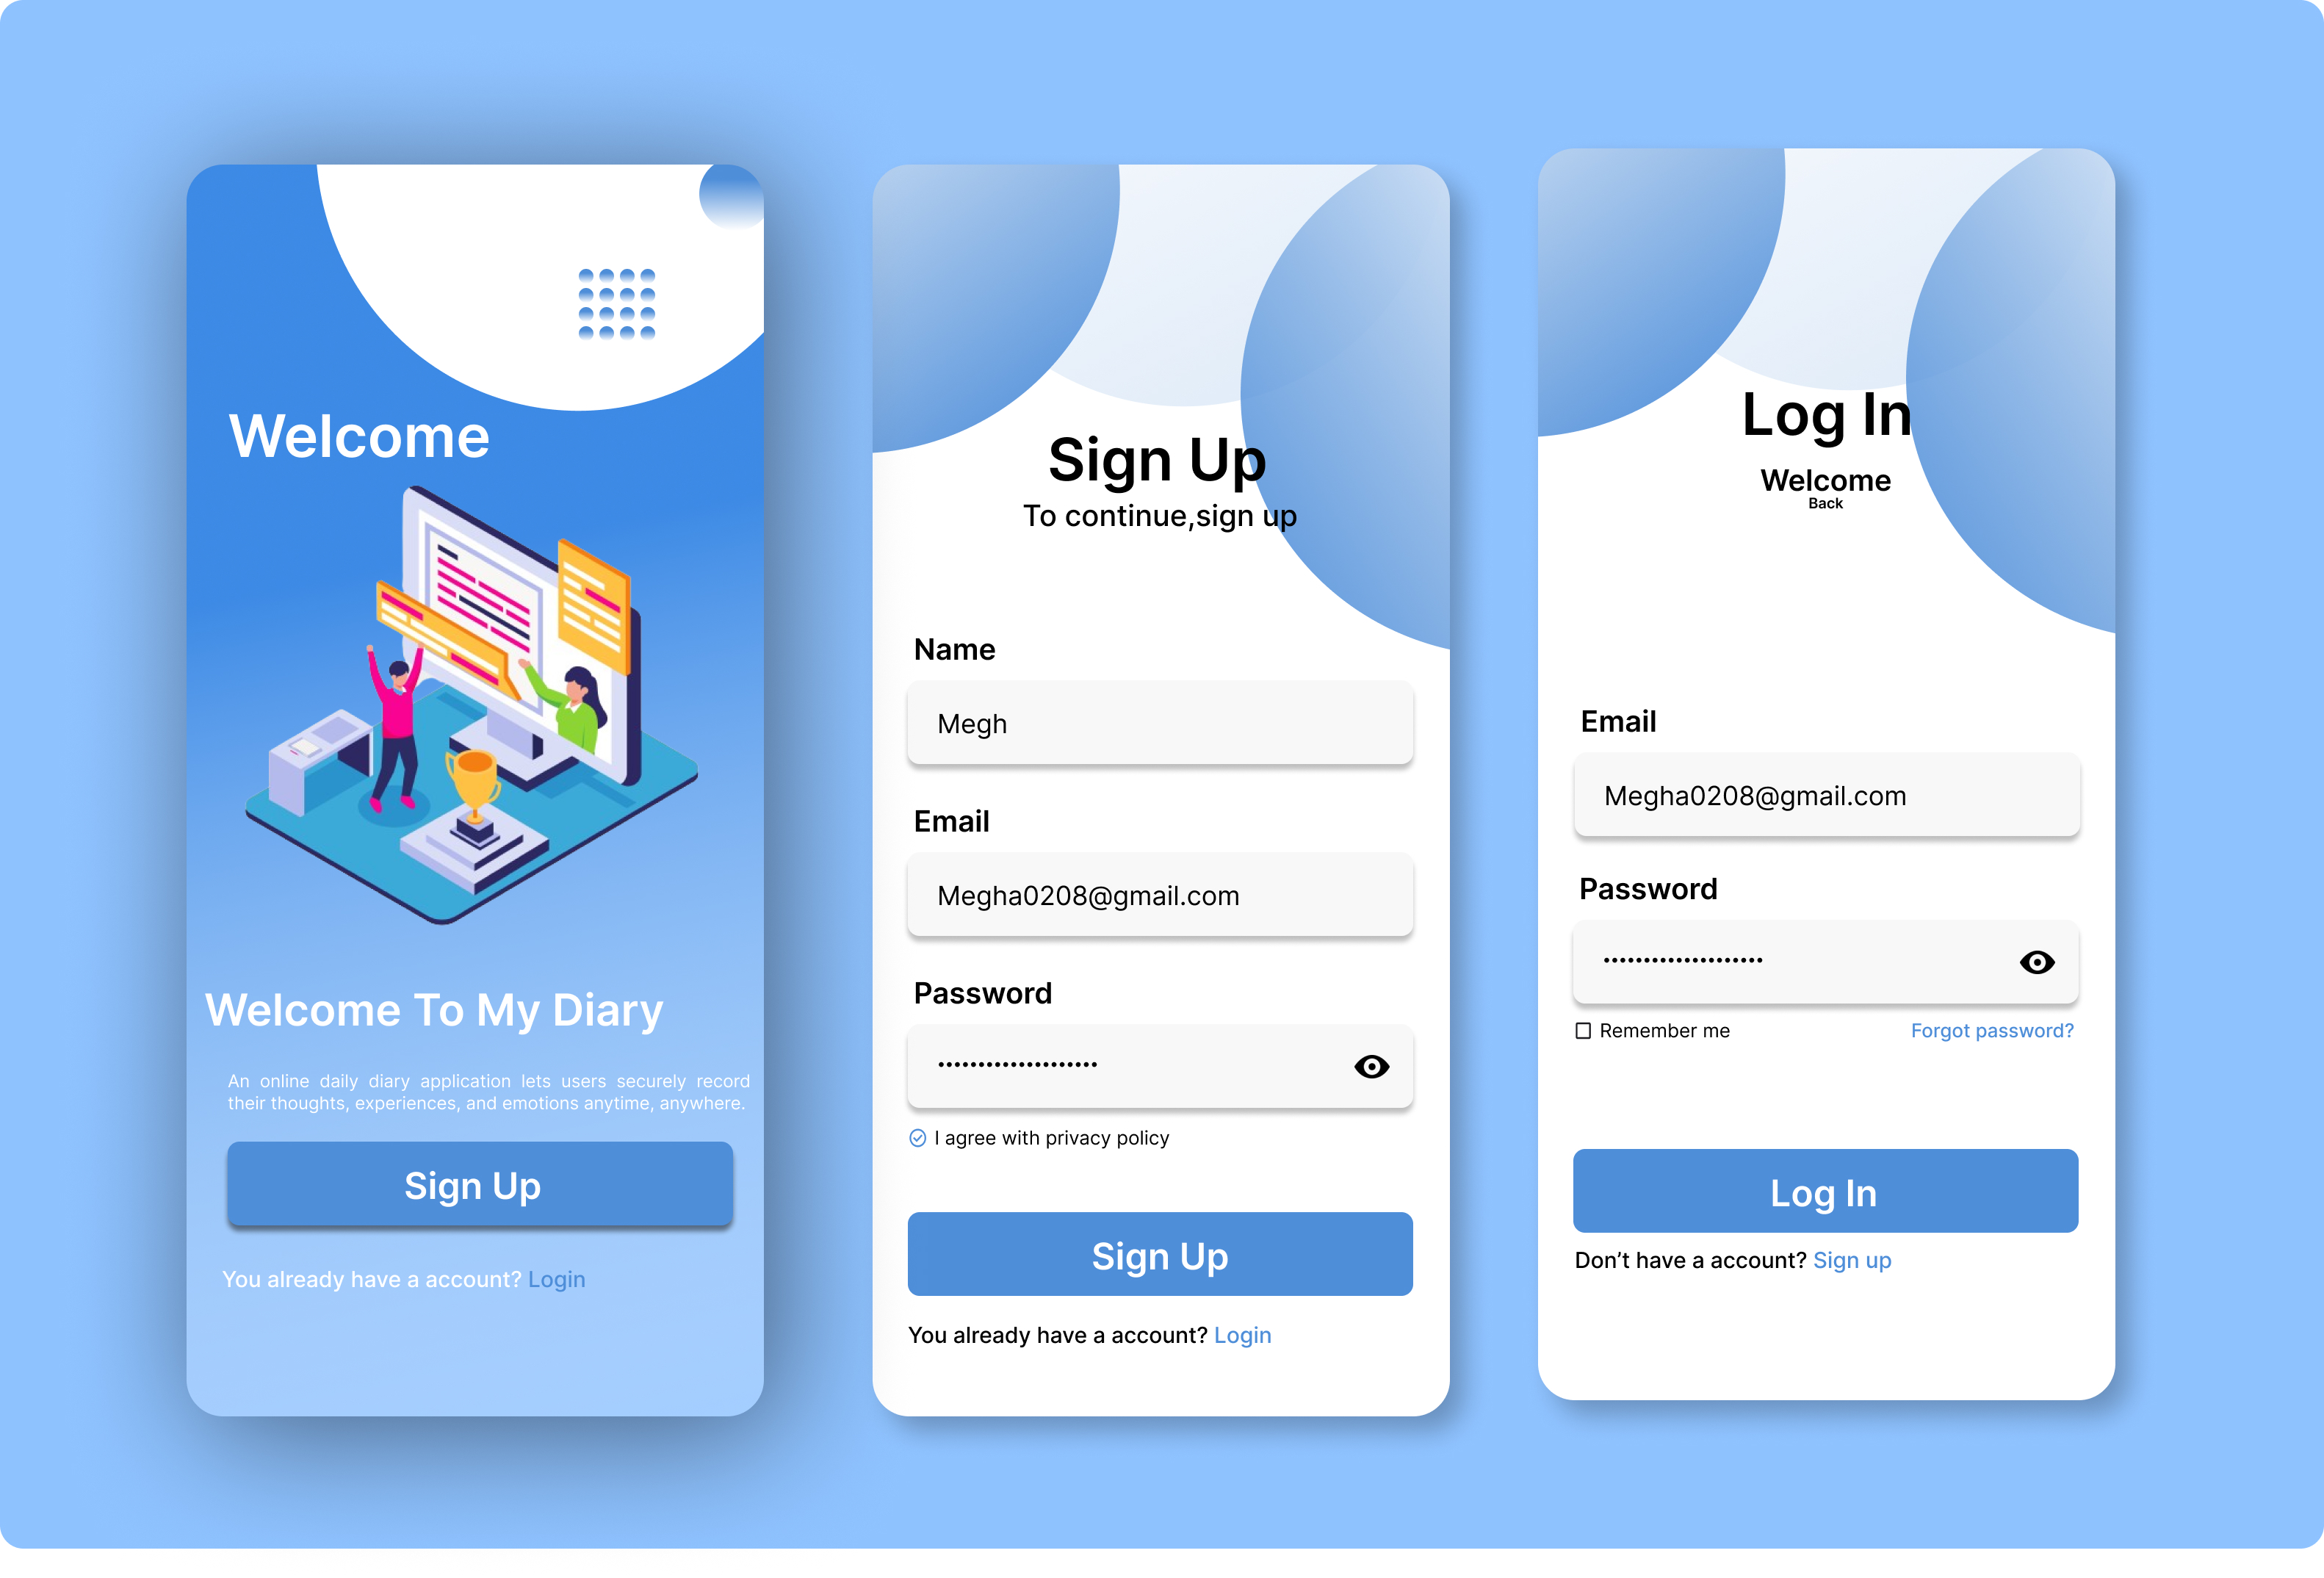 Welcome
Welcome To My Diary
An online daily diary application lets users securely record
their thoughts, experiences, and emotions anytime, anywhere.
Sign Up
You already have a account? Login
Sign Up
To continue,sign up
Name
Megh
Email
Megha0208@gmail.com
Password
••••••••••••••••••••
I agree with privacy policy
Sign Up
You already have a account? Login
Log In
Welcome
Back
Email
Megha0208@gmail.com
Password
••••••••••••••••••••
Remember me Forgot password?
Log In
Don’t have a account? Sign up